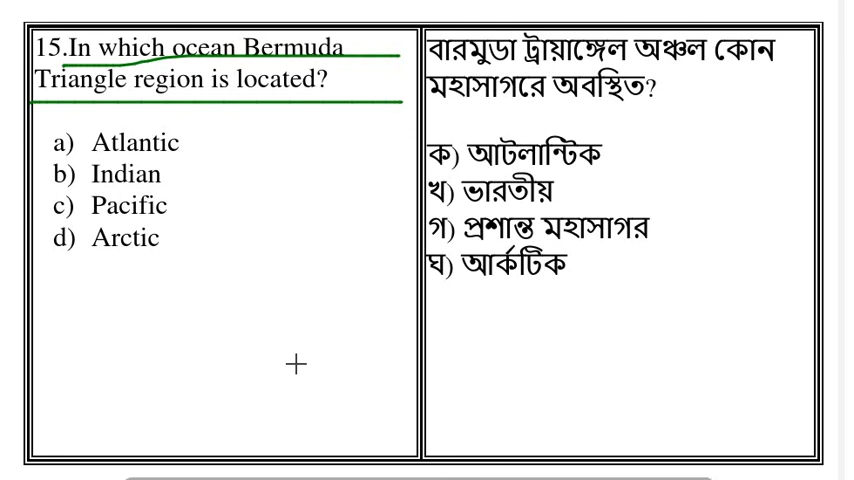 15.In which ocean Bermuda
Triangle region is located?
a) Atlantic
b) Indian
c) Pacific
d) Arctic
বারমুডা ট্রায়াঙ্গেল অঞ্চল কোন
মহাসাগরে অবস্থিত?
ক) আটলান্টিক
খ) ভারতীয়
গ) প্রশান্ত মহাসাগর
ঘ) আর্কটিক